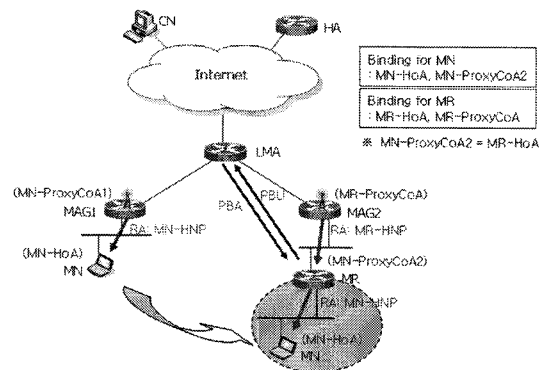 CN
HA
Internet
Binding for MN
: MN-HoA, MN-ProxyCoA2
Binding for MR
: MR-HoA, MR-ProxyCoA
※ MN-ProxyCoA2 = MR-HoA
LMA
(MN-ProxyCoA1)
MAG1
RA: MN-HNP
PBA
PBU
(MR-ProxyCoA)
MAG2
RA: MR-HNP
(MN-HoA)
MN
(MN-ProxyCoA2)
MR
RA: MN-HNP
(MN-HoA)
MN